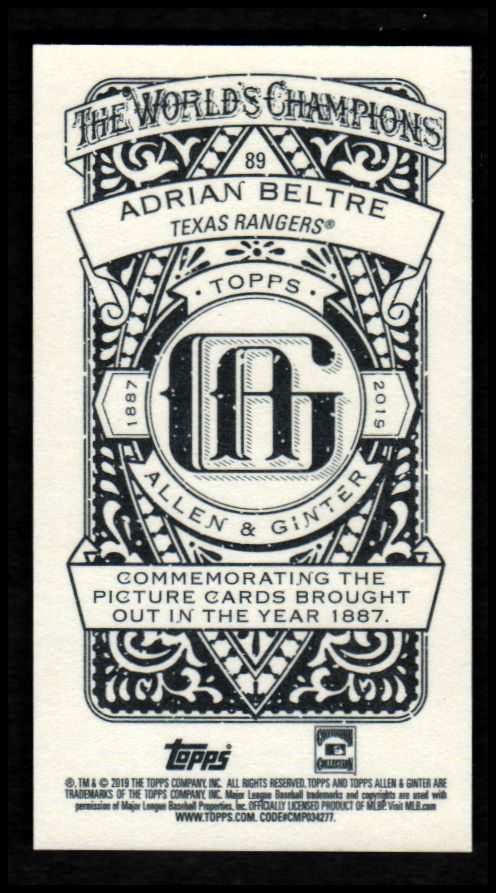 THE WORLD'S CHAMPIONS
89
ADRIAN BELTRE
TEXAS RANGERS®
· TOPPS ·
AG
1887
2019
ALLEN & GINTER
COMMEMORATING THE
PICTURE CARDS BROUGHT
OUT IN THE YEAR 1887.
Topps
COOPERSTOWN
COLLECTION
®, TM & © 2019 THE TOPPS COMPANY, INC. ALL RIGHTS RESERVED. TOPPS AND TOPPS ALLEN & GINTER ARE
TRADEMARKS OF THE TOPPS COMPANY, INC. Major League Baseball trademarks and copyrights are used with
permission of Major League Baseball Properties, Inc. OFFICIALLY LICENSED PRODUCT OF MLBP. Visit MLB.com
WWW.TOPPS.COM. CODE#CMP034277.